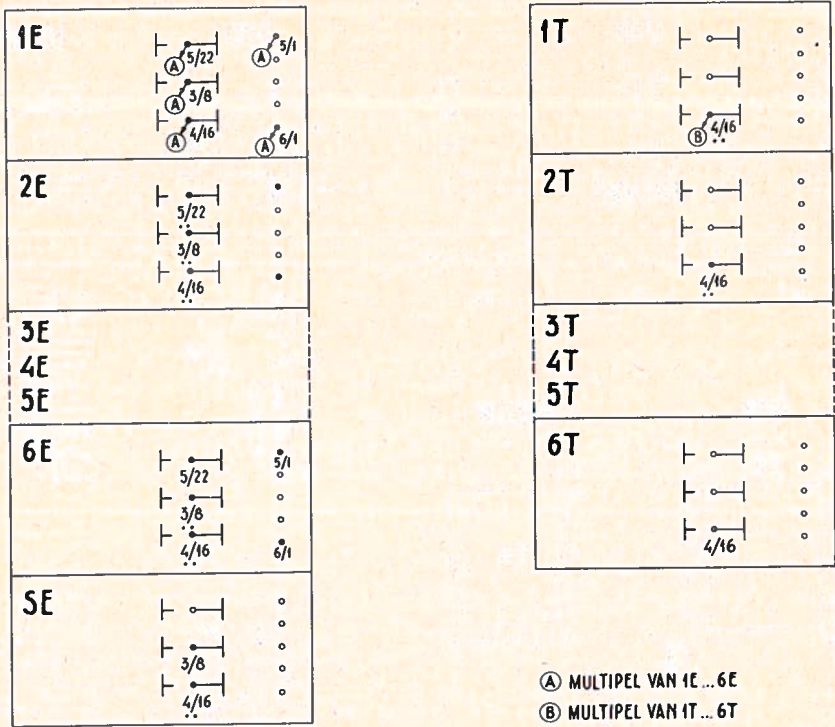 1E
5/22
A
5/1
A
3/8
A
4/16
A
6/1
A
2E
5/22
3/8
4/16
3E
4E
5E
6E
5/22
5/1
3/8
4/16
6/1
SE
3/8
4/16
1T
4/16
B
2T
4/16
3T
4T
5T
6T
4/16
A MULTIPEL VAN 1E...6E
B MULTIPEL VAN 1T...6T